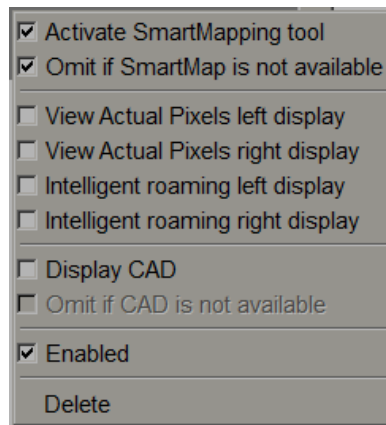 Activate SmartMapping tool
Omit if SmartMap is not available
View Actual Pixels left display
View Actual Pixels right display
Intelligent roaming left display
Intelligent roaming right display
Display CAD
Omit if CAD is not available
Enabled
Delete